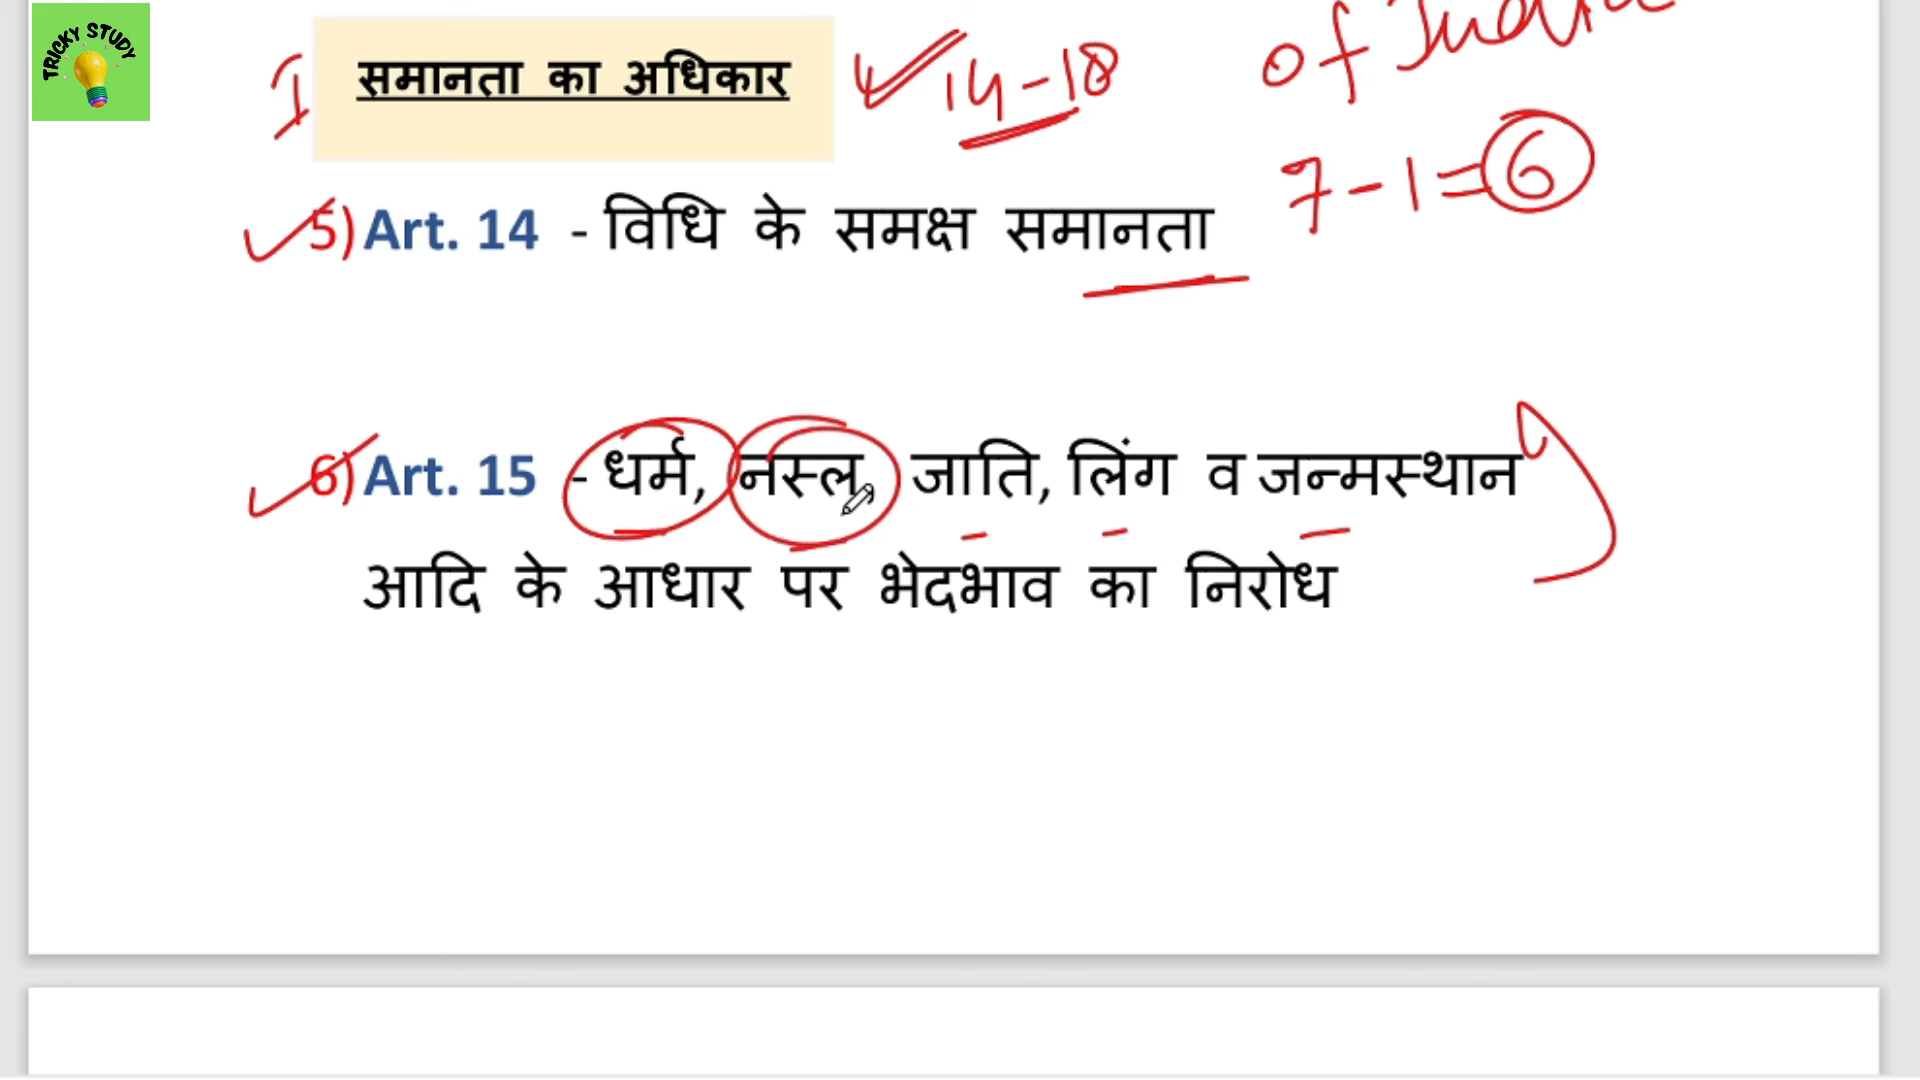 TRICKY STUDY
of India
I समानता का अधिकार 14-18
7-1=6
5) Art. 14 - विधि के समक्ष समानता
6) Art. 15 - धर्म, नस्ल, जाति, लिंग व जन्मस्थान
आदि के आधार पर भेदभाव का निरोध